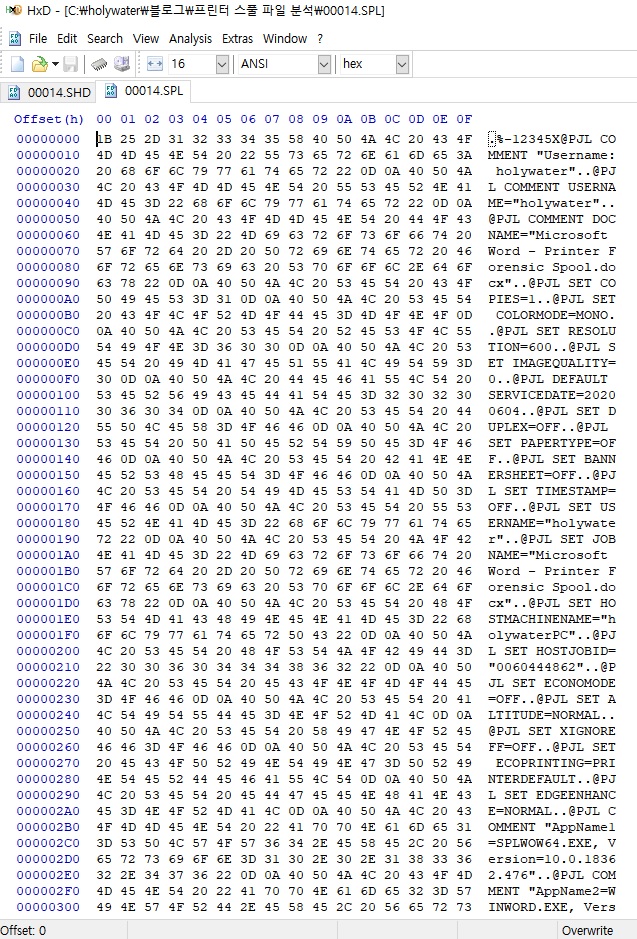 HxD - [C:₩holywater₩블로그₩프린터 스풀 파일 분석₩00014.SPL]
File Edit Search View Analysis Extras Window ?
16 ANSI hex
00014.SHD 00014.SPL
Offset(h) 00 01 02 03 04 05 06 07 08 09 0A 0B 0C 0D 0E 0F
00000000 1B 25 2D 31 32 33 34 35 58 40 50 4A 4C 20 43 4F .%-12345X@PJL CO
00000010 4D 4D 45 4E 54 20 22 55 73 65 72 6E 61 6D 65 3A MMENT "Username:
00000020 20 68 6F 6C 79 77 61 74 65 72 22 0D 0A 40 50 4A  holywater"..@PJ
00000030 4C 20 43 4F 4D 4D 45 4E 54 20 55 53 45 52 4E 41 L COMMENT USERNA
00000040 4D 45 3D 22 68 6F 6C 79 77 61 74 65 72 22 0D 0A ME="holywater"..
00000050 40 50 4A 4C 20 43 4F 4D 4D 45 4E 54 20 44 4F 43 @PJL COMMENT DOC
00000060 4E 41 4D 45 3D 22 4D 69 63 72 6F 73 6F 66 74 20 NAME="Microsoft 
00000070 57 6F 72 64 20 2D 20 50 72 69 6E 74 65 72 20 46 Word - Printer F
00000080 6F 72 65 6E 73 69 63 20 53 70 6F 6F 6C 2E 64 6F orensic Spool.do
00000090 63 78 22 0D 0A 40 50 4A 4C 20 53 45 54 20 43 4F cx"..@PJL SET CO
000000A0 50 49 45 53 3D 31 0D 0A 40 50 4A 4C 20 53 45 54 PIES=1..@PJL SET
000000B0 20 43 4F 4C 4F 52 4D 4F 44 45 3D 4D 4F 4E 4F 0D  COLORMODE=MONO.
000000C0 0A 40 50 4A 4C 20 53 45 54 20 52 45 53 4F 4C 55 .@PJL SET RESOLU
000000D0 54 49 4F 4E 3D 36 30 30 0D 0A 40 50 4A 4C 20 53 TION=600..@PJL S
000000E0 45 54 20 49 4D 41 47 45 51 55 41 4C 49 54 59 3D ET IMAGEQUALITY=
000000F0 30 0D 0A 40 50 4A 4C 20 44 45 46 41 55 4C 54 20 0..@PJL DEFAULT 
00000100 53 45 52 56 49 43 45 44 41 54 45 3D 32 30 32 30 SERVICEDATE=2020
00000110 30 36 30 34 0D 0A 40 50 4A 4C 20 53 45 54 20 44 0604..@PJL SET D
00000120 55 50 4C 45 58 3D 4F 46 46 0D 0A 40 50 4A 4C 20 UPLEX=OFF..@PJL 
00000130 53 45 54 20 50 41 50 45 52 54 59 50 45 3D 4F 46 SET PAPERTYPE=OF
00000140 46 0D 0A 40 50 4A 4C 20 53 45 54 20 42 41 4E 4E F..@PJL SET BANN
00000150 45 52 53 48 45 45 54 3D 4F 46 46 0D 0A 40 50 4A ERSHEET=OFF..@PJ
00000160 4C 20 53 45 54 20 54 49 4D 45 53 54 41 4D 50 3D L SET TIMESTAMP=
00000170 4F 46 46 0D 0A 40 50 4A 4C 20 53 45 54 20 55 53 OFF..@PJL SET US
00000180 45 52 4E 41 4D 45 3D 22 68 6F 6C 79 77 61 74 65 ERNAME="holywate
00000190 72 22 0D 0A 40 50 4A 4C 20 53 45 54 20 4A 4F 42 r"..@PJL SET JOB
000001A0 4E 41 4D 45 3D 22 4D 69 63 72 6F 73 6F 66 74 20 NAME="Microsoft 
000001B0 57 6F 72 64 20 2D 20 50 72 69 6E 74 65 72 20 46 Word - Printer F
000001C0 6F 72 65 6E 73 69 63 20 53 70 6F 6F 6C 2E 64 6F orensic Spool.do
000001D0 63 78 22 0D 0A 40 50 4A 4C 20 53 45 54 20 48 4F cx"..@PJL SET HO
000001E0 53 54 4D 41 43 48 49 4E 45 4E 41 4D 45 3D 22 68 STMACHINENAME="h
000001F0 6F 6C 79 77 61 74 65 72 50 43 22 0D 0A 40 50 4A olywaterPC"..@PJ
00000200 4C 20 53 45 54 20 48 4F 53 54 4A 4F 42 49 44 3D L SET HOSTJOBID=
00000210 22 30 30 36 30 34 34 34 38 36 32 22 0D 0A 40 50 "0060444862"..@P
00000220 4A 4C 20 53 45 54 20 45 43 4F 4E 4F 4D 4F 44 45 JL SET ECONOMODE
00000230 3D 4F 46 46 0D 0A 40 50 4A 4C 20 53 45 54 20 41 =OFF..@PJL SET A
00000240 4C 54 49 54 55 44 45 3D 4E 4F 52 4D 41 4C 0D 0A LTITUDE=NORMAL..
00000250 40 50 4A 4C 20 53 45 54 20 58 49 47 4E 4F 52 45 @PJL SET XIGNORE
00000260 46 46 3D 4F 46 46 0D 0A 40 50 4A 4C 20 53 45 54 FF=OFF..@PJL SET
00000270 20 45 43 4F 50 52 49 4E 54 49 4E 47 3D 50 52 49  ECOPRINTING=PRI
00000280 4E 54 45 52 44 45 46 41 55 4C 54 0D 0A 40 50 4A NTERDEFAULT..@PJ
00000290 4C 20 53 45 54 20 45 44 47 45 45 4E 48 41 4E 43 L SET EDGEENHANC
000002A0 45 3D 4E 4F 52 4D 41 4C 0D 0A 40 50 4A 4C 20 43 E=NORMAL..@PJL C
000002B0 4F 4D 4D 45 4E 54 20 22 41 70 70 4E 61 6D 65 31 OMMENT "AppName1
000002C0 3D 53 50 4C 57 4F 57 36 34 2E 45 58 45 2C 20 56 =SPLWOW64.EXE, V
000002D0 65 72 73 69 6F 6E 3D 31 30 2E 30 2E 31 38 33 36 ersion=10.0.1836
000002E0 32 2E 34 37 36 22 0D 0A 40 50 4A 4C 20 43 4F 4D 2.476"..@PJL COM
000002F0 4D 45 4E 54 20 22 41 70 70 4E 61 6D 65 32 3D 57 MENT "AppName2=W
00000300 49 4E 57 4F 52 44 2E 45 58 45 2C 20 56 65 72 73 INWORD.EXE, Vers
Offset: 0 Overwrite